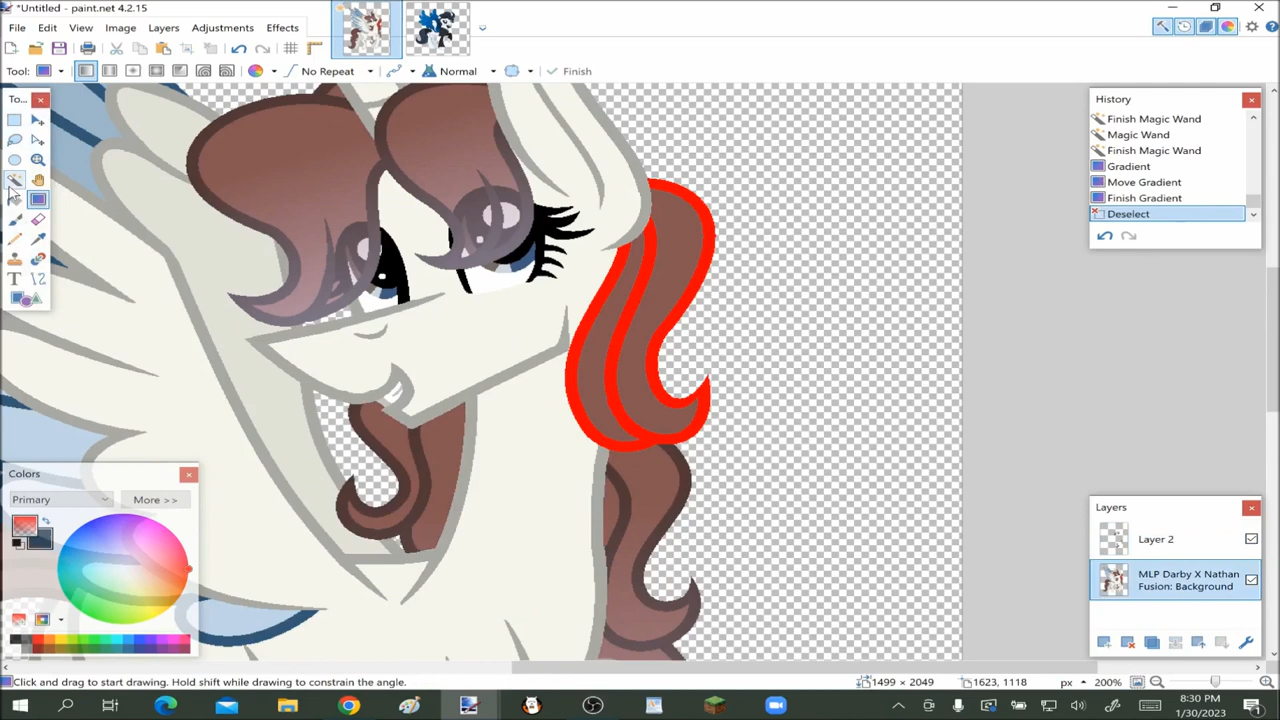 *Untitled - paint.net 4.2.15
File Edit View Image Layers Adjustments Effects
Tool: No Repeat Normal Finish
To...
History
Finish Magic Wand
Magic Wand
Finish Magic Wand
Gradient
Move Gradient
Finish Gradient
Deselect
Colors
Primary More >>
Layers
Layer 2
MLP Darby X Nathan
Fusion: Background
Click and drag to start drawing. Hold shift while drawing to constrain the angle. 1499 × 2049 1623, 1118 px 200%
8:30 PM
1/30/2023